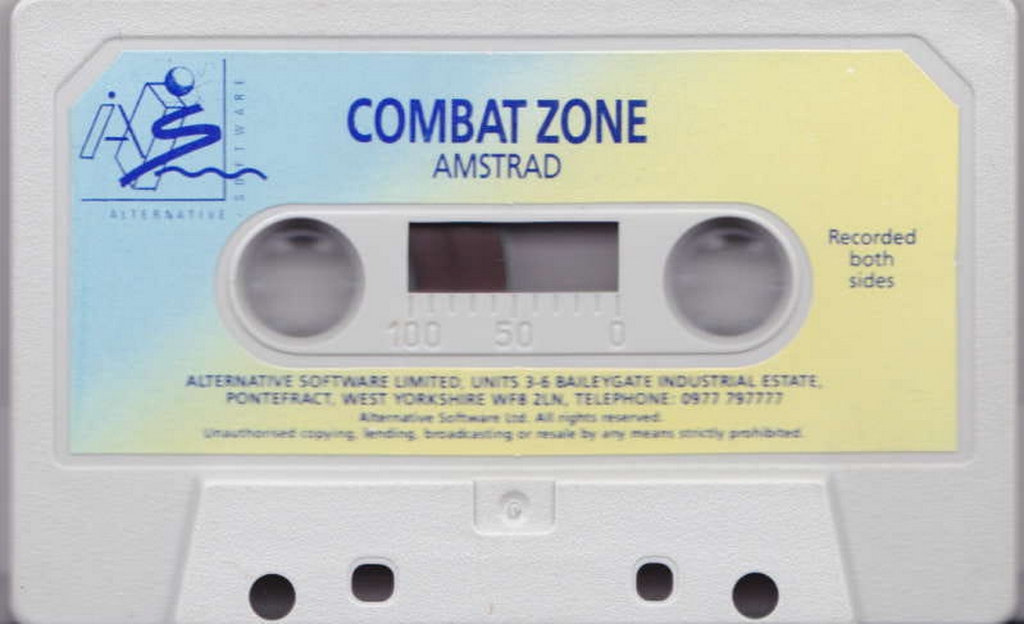 COMBAT ZONE
AMSTRAD
SOFTWARE
ALTERNATIVE
Recorded
both
sides
100 50 0
ALTERNATIVE SOFTWARE LIMITED, UNITS 3-6 BAILEYGATE INDUSTRIAL ESTATE,
PONTEFRACT, WEST YORKSHIRE WF8 2LN, TELEPHONE: 0977 797777
Alternative Software Ltd. All rights reserved.
Unauthorised copying, lending, broadcasting or resale by any means strictly prohibited.